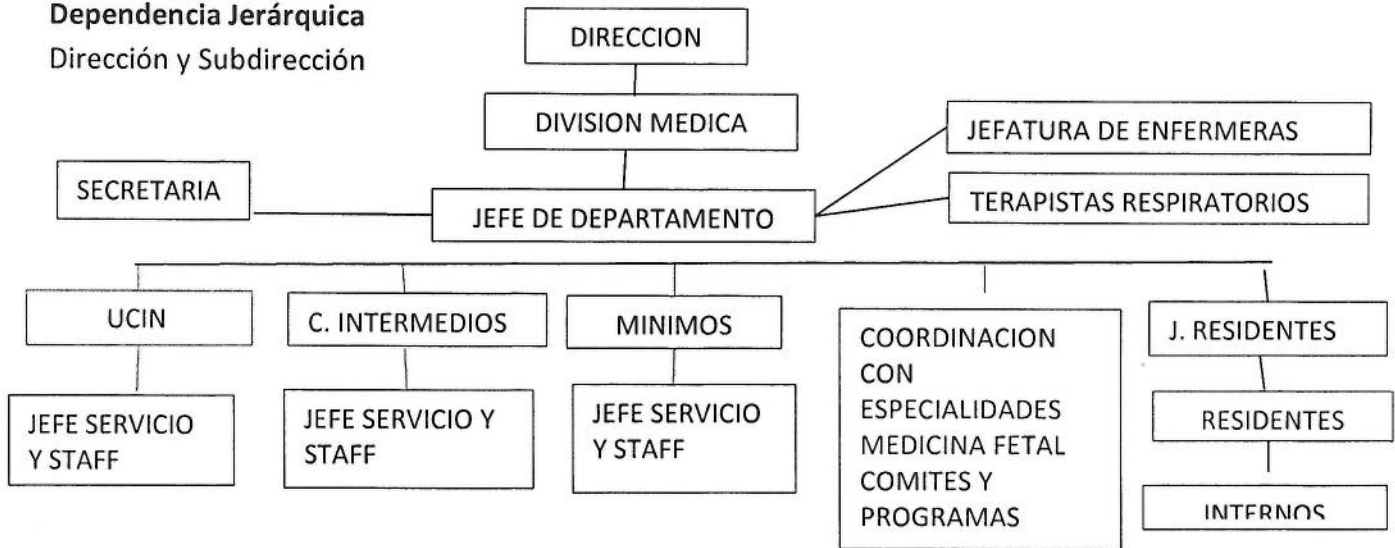 Dependencia Jerárquica
Dirección y Subdirección
DIRECCION
DIVISION MEDICA
JEFATURA DE ENFERMERAS
SECRETARIA
TERAPISTAS RESPIRATORIOS
JEFE DE DEPARTAMENTO
UCIN
C. INTERMEDIOS
MINIMOS
COORDINACION
CON
ESPECIALIDADES
MEDICINA FETAL
COMITES Y
PROGRAMAS
J. RESIDENTES
JEFE SERVICIO
Y STAFF
JEFE SERVICIO Y
STAFF
JEFE SERVICIO
Y STAFF
RESIDENTES
INTERNOS